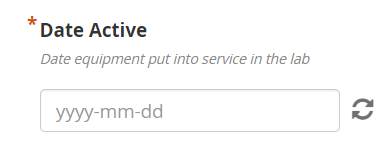 * Date Active
Date equipment put into service in the lab
yyyy-mm-dd